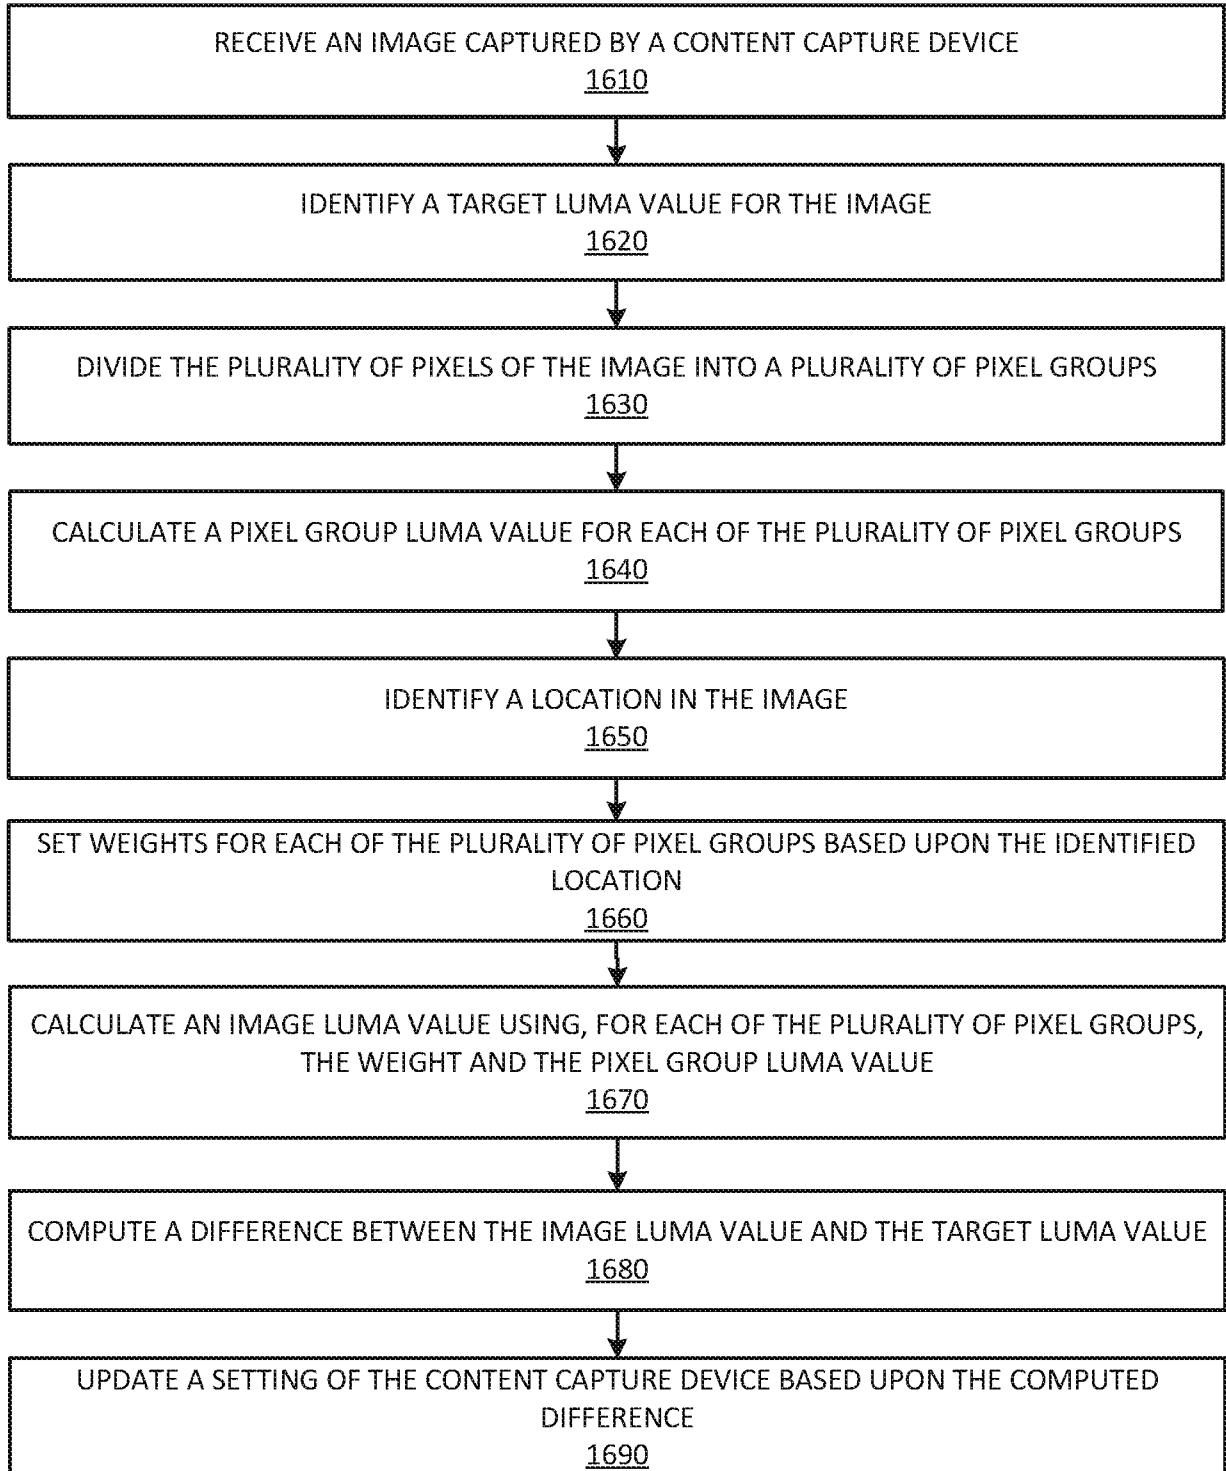 RECEIVE AN IMAGE CAPTURED BY A CONTENT CAPTURE DEVICE
1610
IDENTIFY A TARGET LUMA VALUE FOR THE IMAGE
1620
DIVIDE THE PLURALITY OF PIXELS OF THE IMAGE INTO A PLURALITY OF PIXEL GROUPS
1630
CALCULATE A PIXEL GROUP LUMA VALUE FOR EACH OF THE PLURALITY OF PIXEL GROUPS
1640
IDENTIFY A LOCATION IN THE IMAGE
1650
SET WEIGHTS FOR EACH OF THE PLURALITY OF PIXEL GROUPS BASED UPON THE IDENTIFIED
LOCATION
1660
CALCULATE AN IMAGE LUMA VALUE USING, FOR EACH OF THE PLURALITY OF PIXEL GROUPS,
THE WEIGHT AND THE PIXEL GROUP LUMA VALUE
1670
COMPUTE A DIFFERENCE BETWEEN THE IMAGE LUMA VALUE AND THE TARGET LUMA VALUE
1680
UPDATE A SETTING OF THE CONTENT CAPTURE DEVICE BASED UPON THE COMPUTED
DIFFERENCE
1690